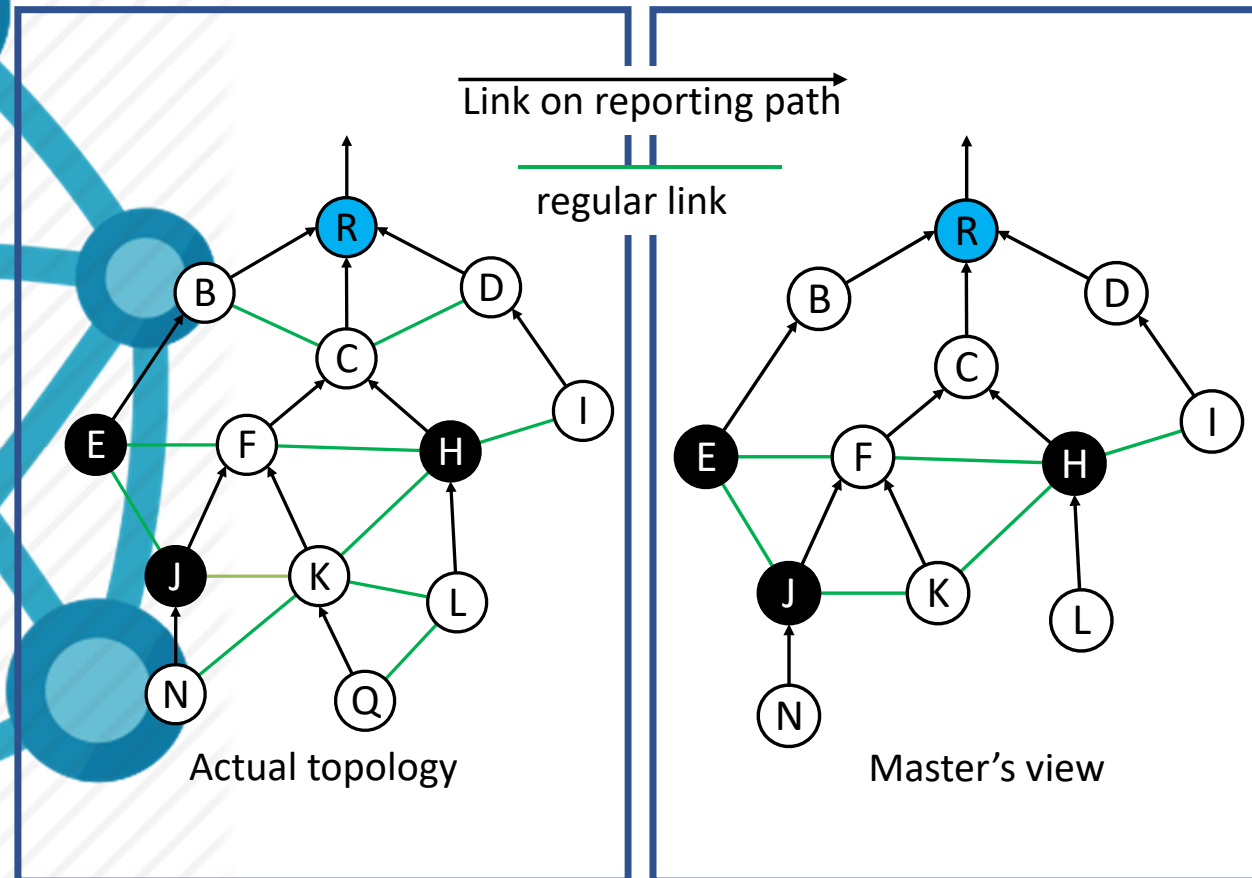 Link on reporting path
regular link
R
B
D
C
I
E
F
H
J
K
L
N
Q
Actual topology
R
B
D
C
I
E
F
H
J
K
L
N
Master's view